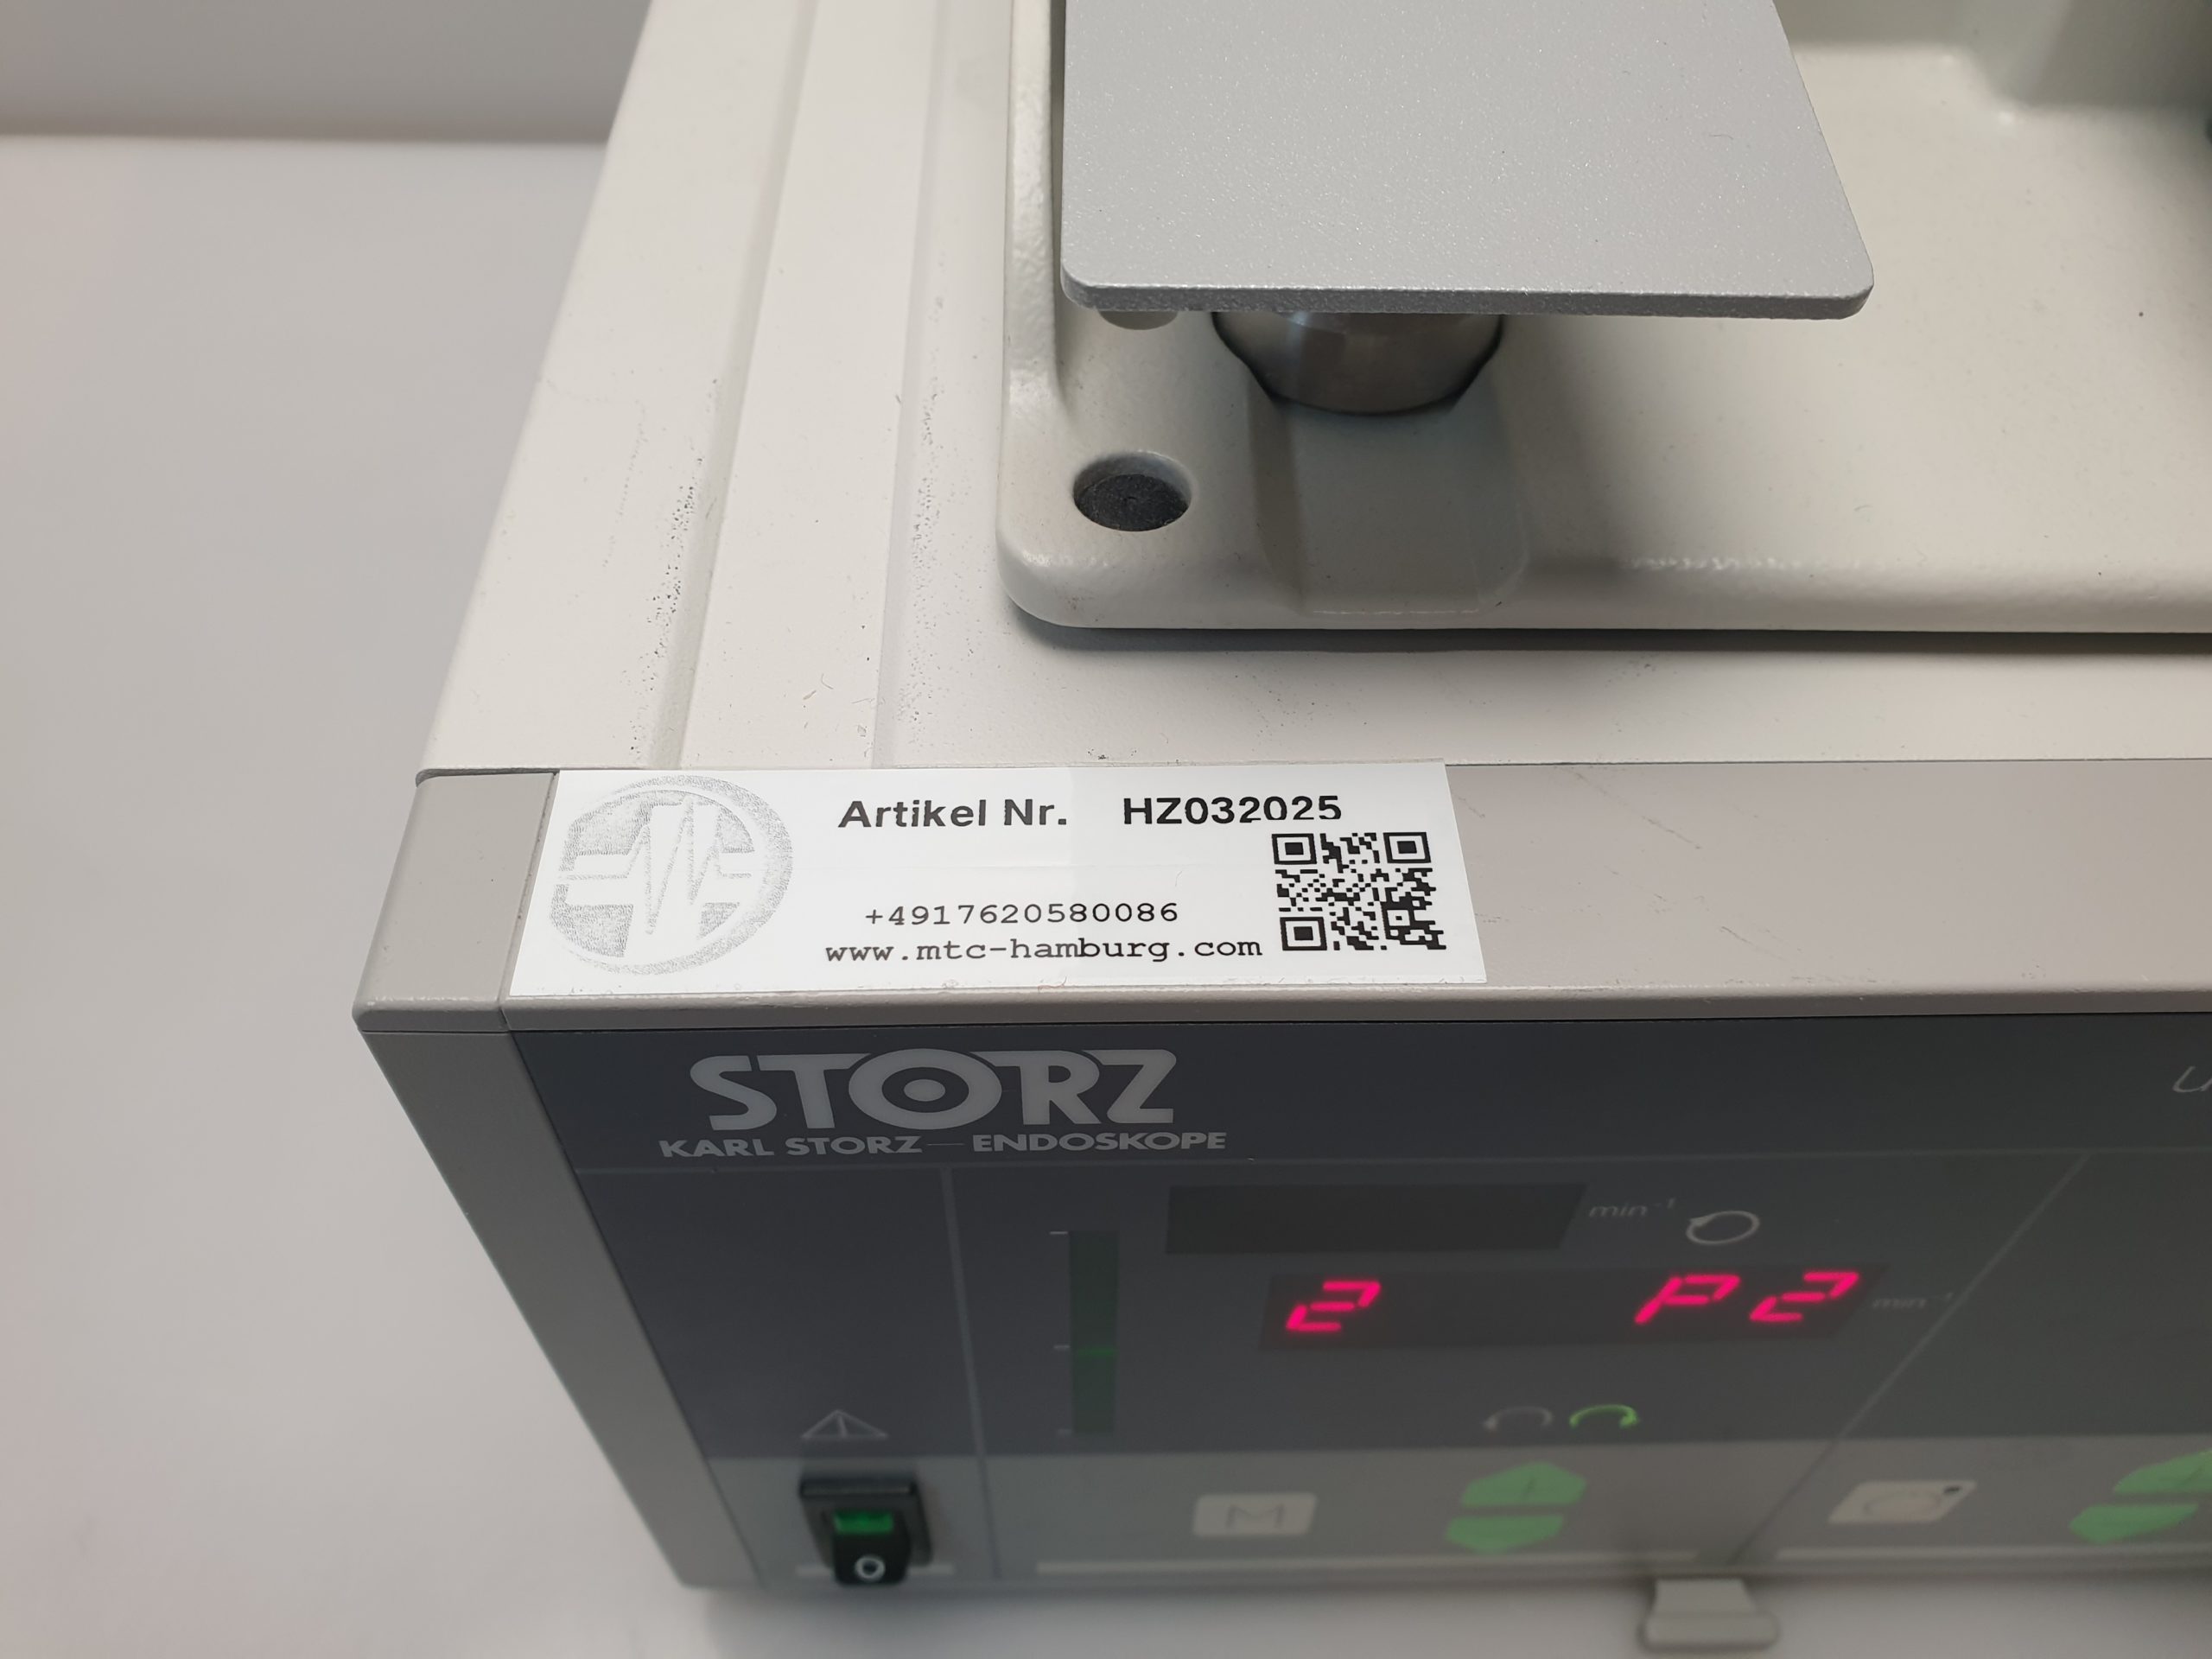 Artikel Nr. HZ032025
+4917620580086
www.mtc-hamburg.com
STORZ
KARL STORZ — ENDOSKOPE
min⁻¹
2 P2
min⁻¹
M